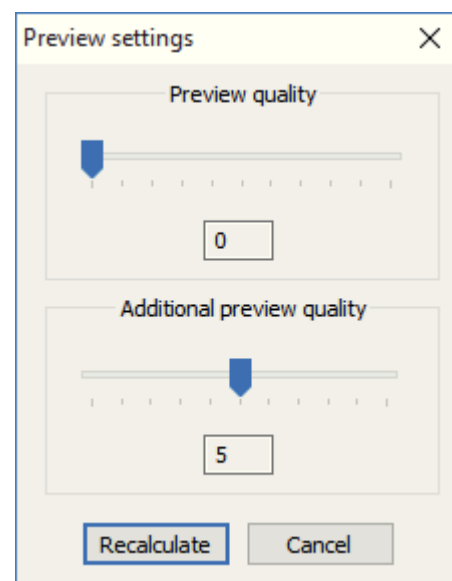 Preview settings
Preview quality
0
Additional preview quality
5
Recalculate Cancel